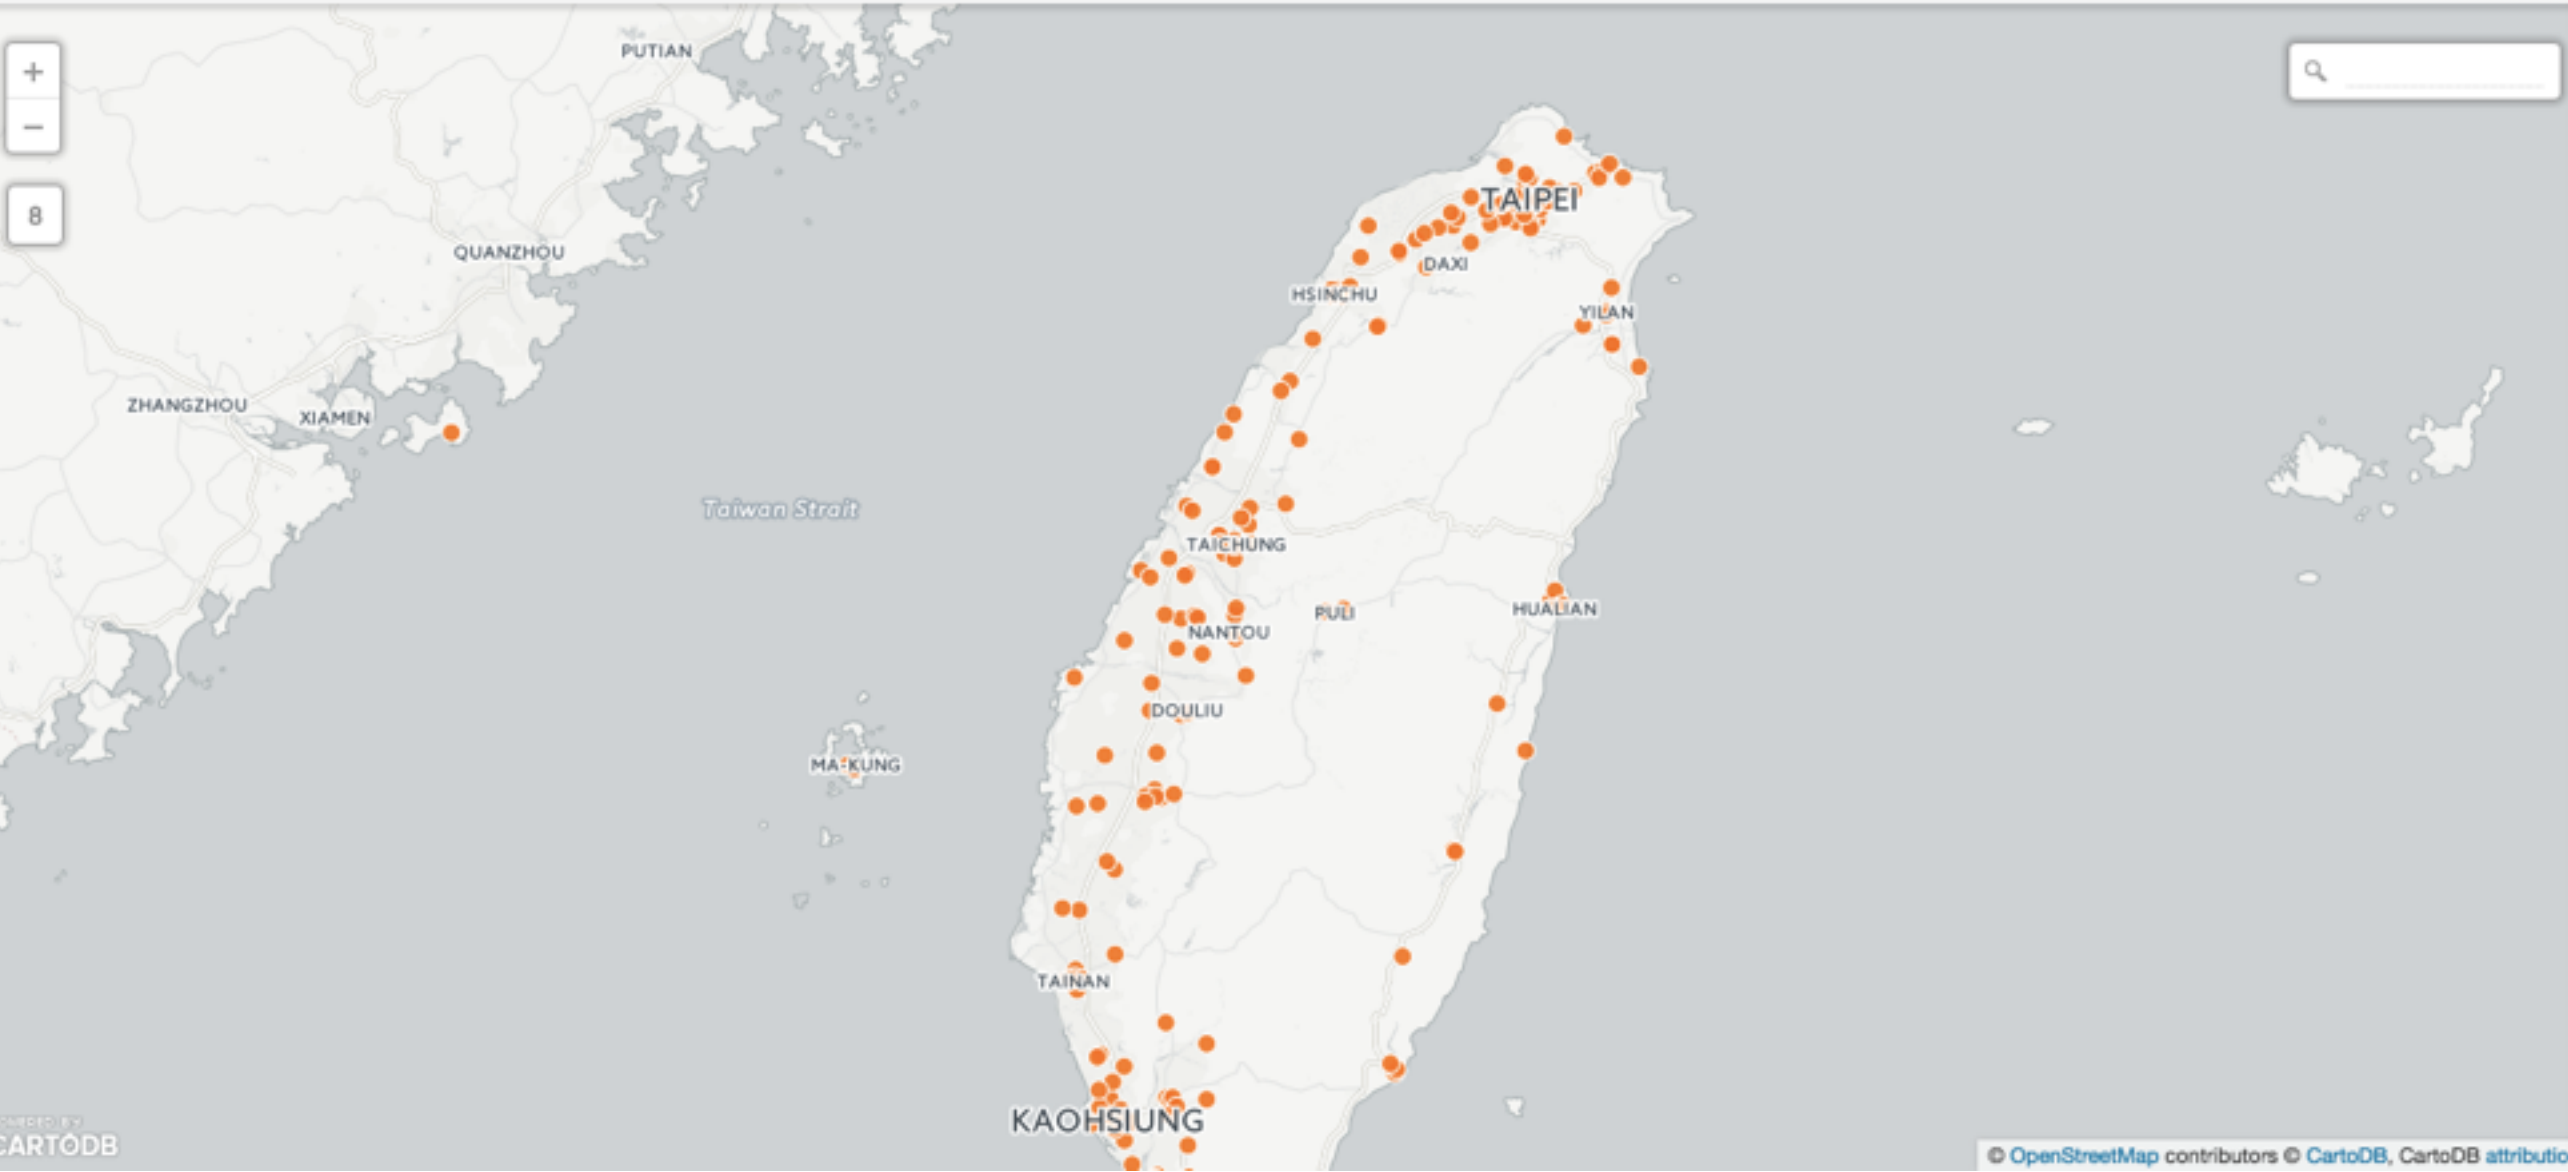 PUTIAN
+
−
8
TAIPEI
QUANZHOU
DAXI
HSINCHU
YILAN
ZHANGZHOU
XIAMEN
Taiwan Strait
TAICHUNG
PULI
HUALIAN
NANTOU
DOULIU
MA-KUNG
TAINAN
KAOHSIUNG
CARTODB
© OpenStreetMap contributors © CartoDB, CartoDB attributio